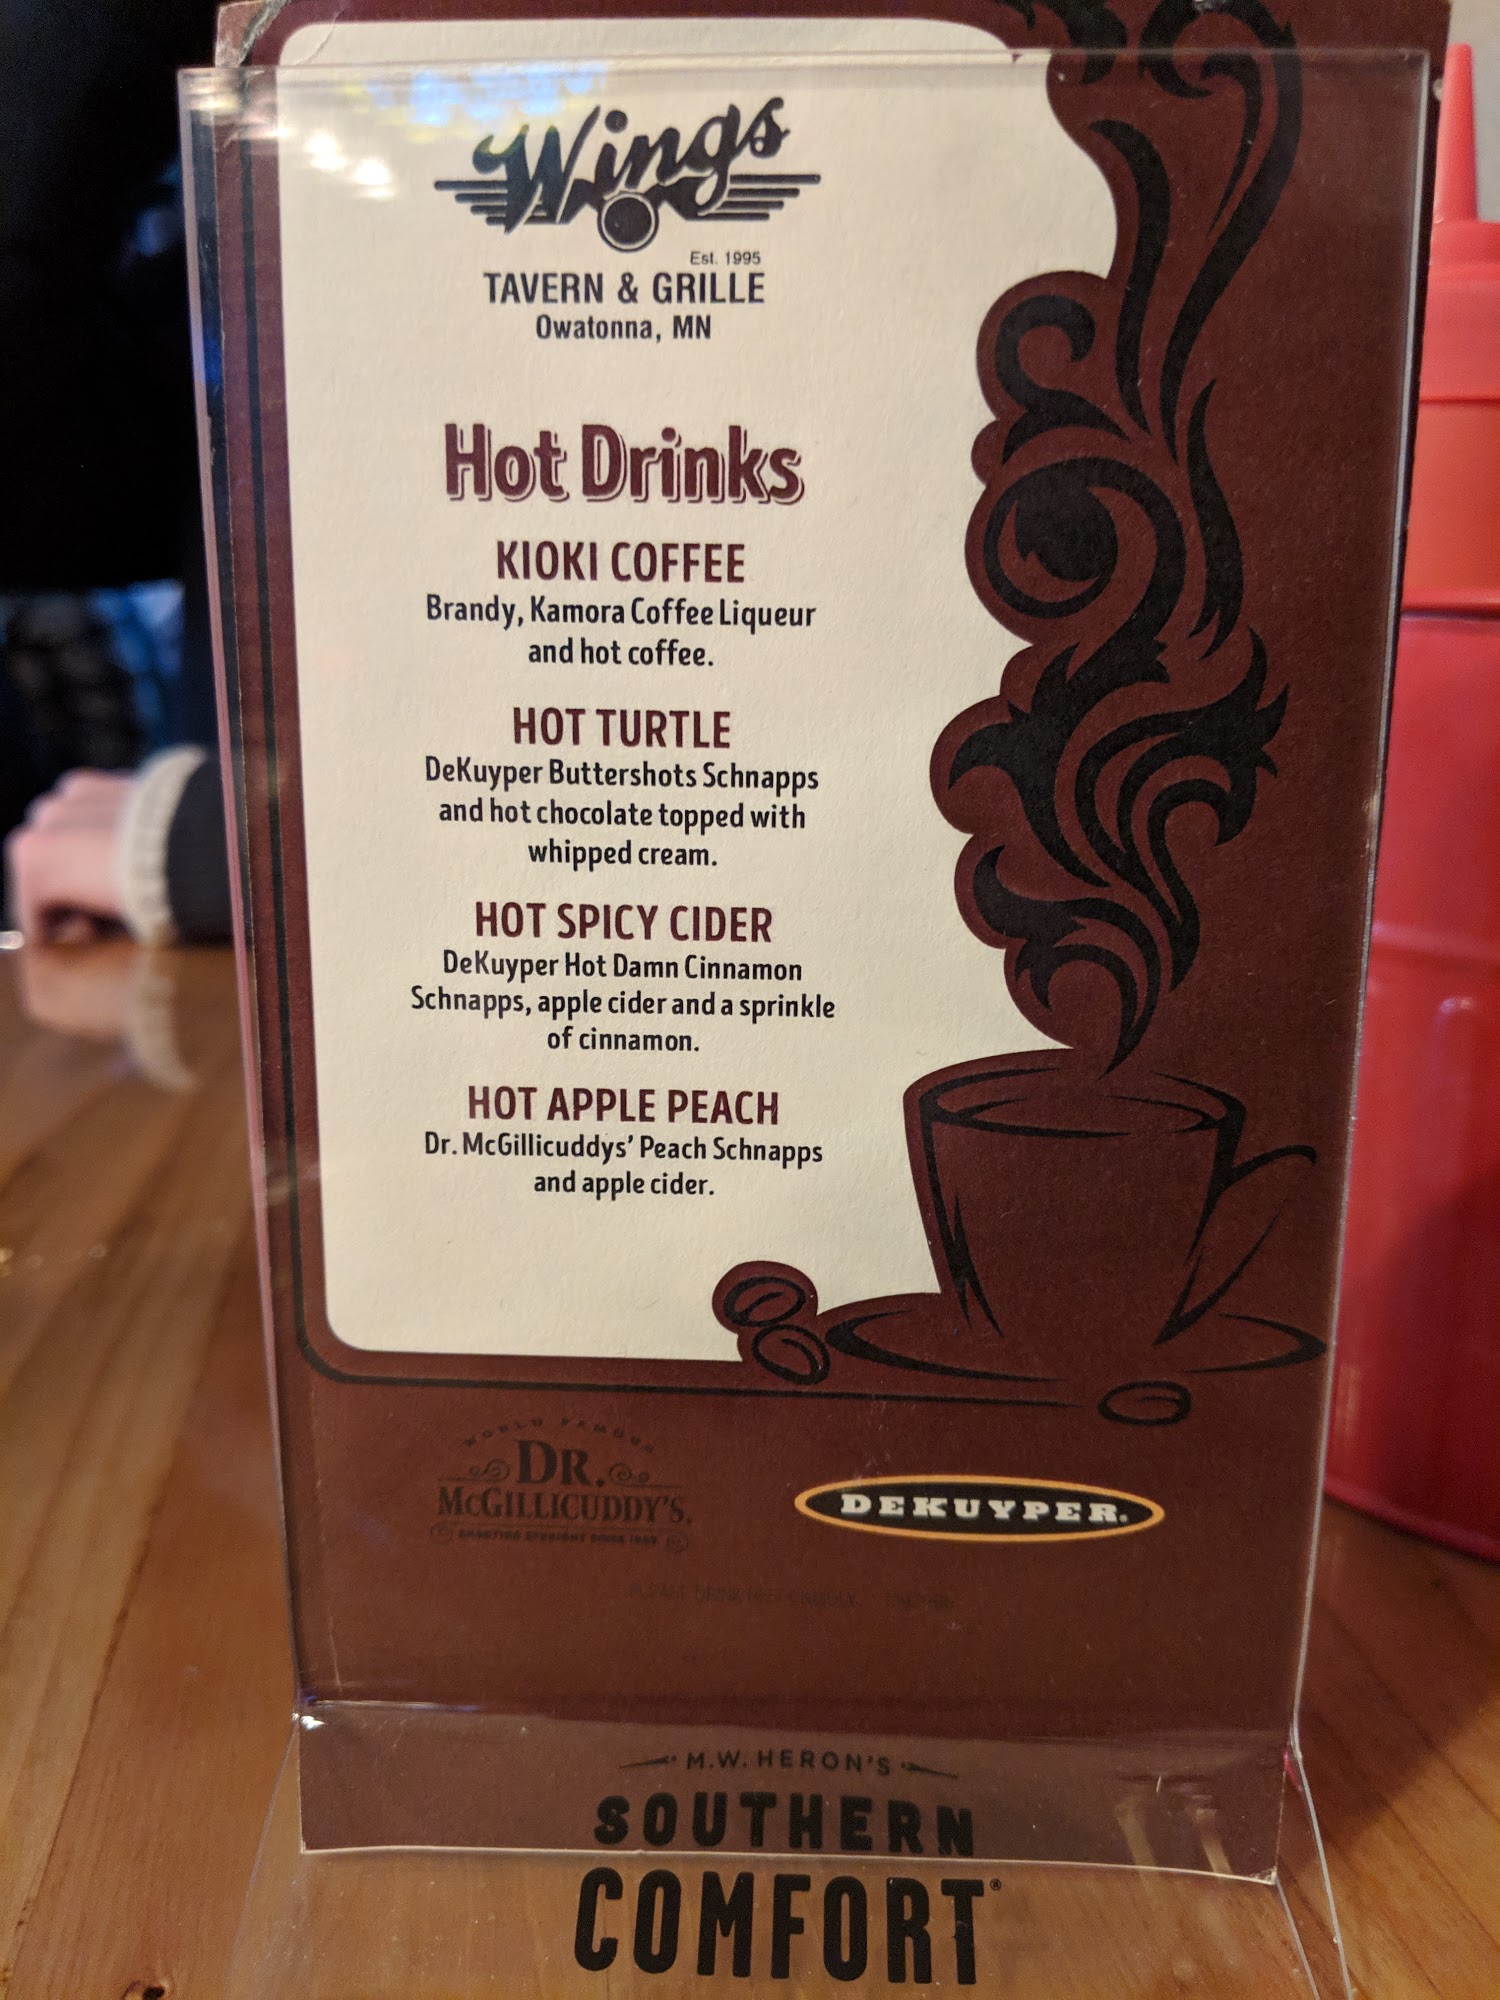 Wings
Est. 1995
TAVERN & GRILLE
Owatonna, MN
Hot Drinks
KIOKI COFFEE
Brandy, Kamora Coffee Liqueur
and hot coffee.
HOT TURTLE
DeKuyper Buttershots Schnapps
and hot chocolate topped with
whipped cream.
HOT SPICY CIDER
DeKuyper Hot Damn Cinnamon
Schnapps, apple cider and a sprinkle
of cinnamon.
HOT APPLE PEACH
Dr. McGillicuddys’ Peach Schnapps
and apple cider.
WORLD FAMOUS
DR.
MCGILLICUDDY'S.
DEKUYPER.
M.W. HERON'S
SOUTHERN
COMFORT®